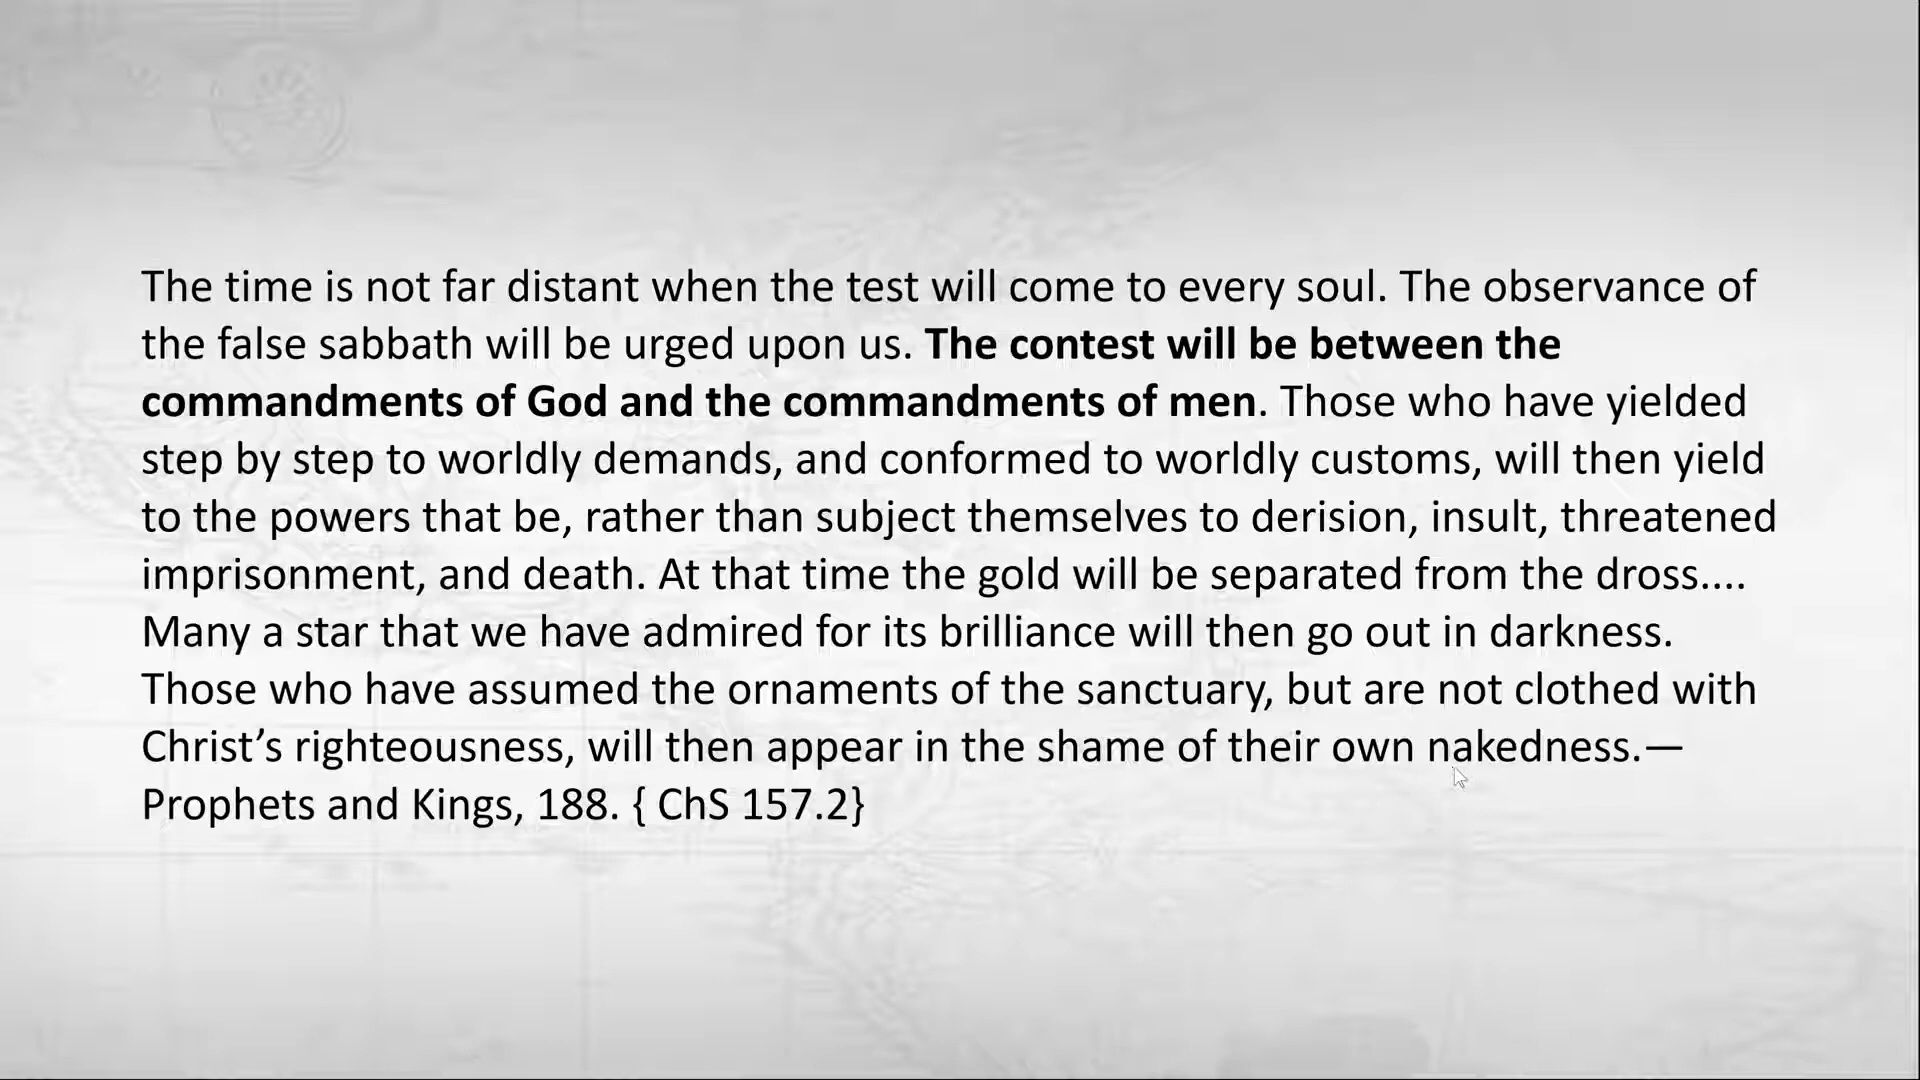 The time is not far distant when the test will come to every soul. The observance of
the false sabbath will be urged upon us. The contest will be between the
commandments of God and the commandments of men. Those who have yielded
step by step to worldly demands, and conformed to worldly customs, will then yield
to the powers that be, rather than subject themselves to derision, insult, threatened
imprisonment, and death. At that time the gold will be separated from the dross....
Many a star that we have admired for its brilliance will then go out in darkness.
Those who have assumed the ornaments of the sanctuary, but are not clothed with
Christ’s righteousness, will then appear in the shame of their own nakedness.—
Prophets and Kings, 188. { ChS 157.2}